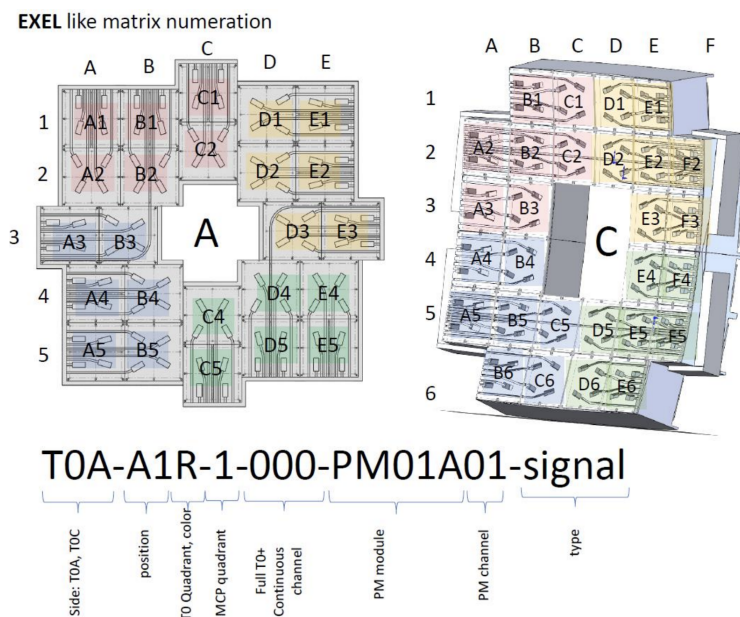 EXEL like matrix numeration
A B C D E
1 A1 B1 C1 D1 E1
2 A2 B2 C2 D2 E2
3 A3 B3 A D3 E3
4 A4 B4 C4 D4 E4
5 A5 B5 C5 D5 E5
A B C D E F
1 B1 C1 D1 E1
2 A2 B2 C2 D2 E2 F2
3 A3 B3 C E3 F3
4 A4 B4 E4 F4
5 A5 B5 C5 D5 E5 F5
6 B6 C6 D6 E6
T0A-A1R-1-000-PM01A01-signal
Side: T0A, T0C
position
T0 Quadrant, color
MCP quadrant
Full T0+
Continuous
channel
PM module
PM channel
type